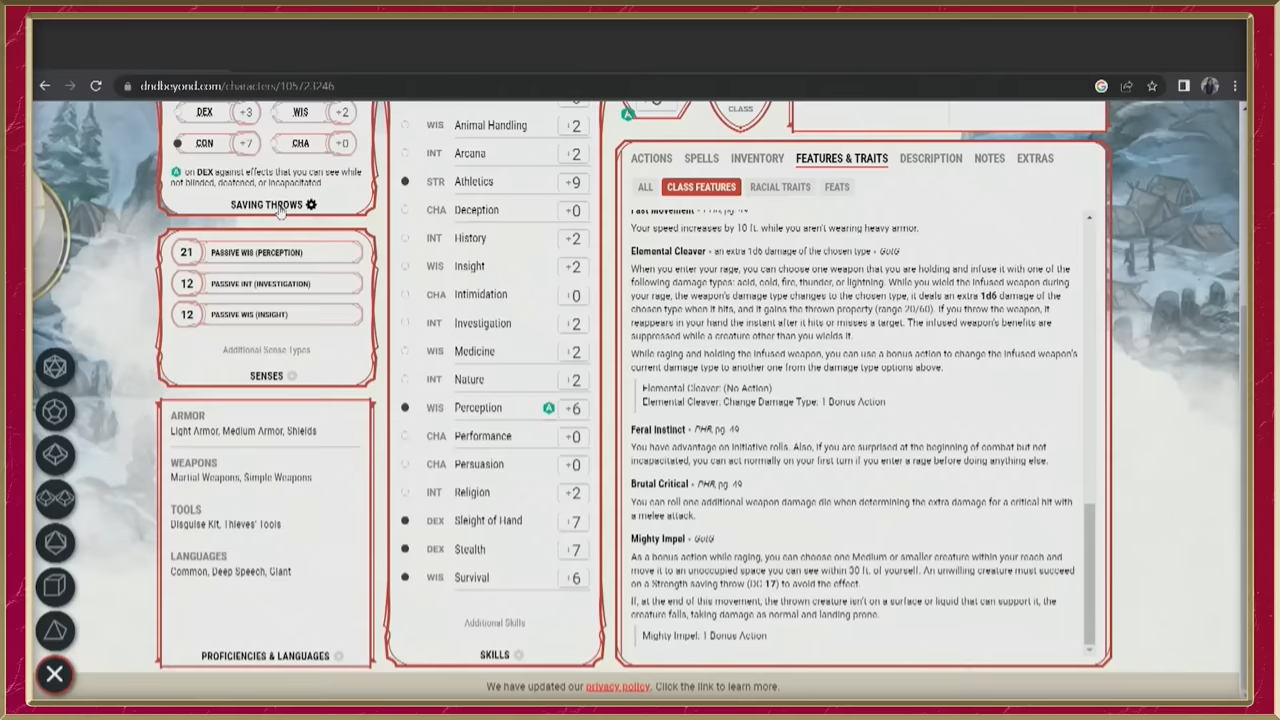 dndbeyond.com/characters/105723246
DEX +3 WIS +2
CON +7 CHA +0
on DEX against effects that you can see while
not blinded, deafened, or incapacitated
SAVING THROWS
21 PASSIVE WIS (PERCEPTION)
12 PASSIVE INT (INVESTIGATION)
12 PASSIVE WIS (INSIGHT)
Additional Sense Types
SENSES
ARMOR
Light Armor, Medium Armor, Shields
WEAPONS
Martial Weapons, Simple Weapons
TOOLS
Disguise Kit, Thieves' Tools
LANGUAGES
Common, Deep Speech, Giant
PROFICIENCIES & LANGUAGES
WIS Animal Handling +2
INT Arcana +2
STR Athletics +9
CHA Deception +0
INT History +2
WIS Insight +2
CHA Intimidation +0
INT Investigation +2
WIS Medicine +2
INT Nature +2
WIS Perception A +6
CHA Performance +0
CHA Persuasion +0
INT Religion +2
DEX Sleight of Hand +7
DEX Stealth +7
WIS Survival +6
Additional Skills
SKILLS
CLASS
ACTIONS SPELLS INVENTORY FEATURES & TRAITS DESCRIPTION NOTES EXTRAS
ALL CLASS FEATURES RACIAL TRAITS FEATS
Fast Movement • PHR, pg. 49
Your speed increases by 10 ft. while you aren't wearing heavy armor.
Elemental Cleaver • an extra 1d6 damage of the chosen type • GotG
When you enter your rage, you can choose one weapon that you are holding and infuse it with one of the
following damage types: acid, cold, fire, thunder, or lightning. While you wield the infused weapon during
your rage, the weapon's damage type changes to the chosen type, it deals an extra 1d6 damage of the
chosen type when it hits, and it gains the thrown property (range 20/60). If you throw the weapon, it
reappears in your hand the instant after it hits or misses a target. The infused weapon's benefits are
suppressed while a creature other than you wields it.
While raging and holding the infused weapon, you can use a bonus action to change the infused weapon's
current damage type to another one from the damage type options above.
Elemental Cleaver: (No Action)
Elemental Cleaver: Change Damage Type: 1 Bonus Action
Feral Instinct • PHR, pg. 49
You have advantage on initiative rolls. Also, if you are surprised at the beginning of combat but not
incapacitated, you can act normally on your first turn if you enter a rage before doing anything else.
Brutal Critical • PHR, pg. 49
You can roll one additional weapon damage die when determining the extra damage for a critical hit with
a melee attack.
Mighty Impel • GotG
As a bonus action while raging, you can choose one Medium or smaller creature within your reach and
move it to an unoccupied space you can see within 30 ft. of yourself. An unwilling creature must succeed
on a Strength saving throw (DC 17) to avoid the effect.
If, at the end of this movement, the thrown creature isn't on a surface or liquid that can support it, the
creature falls, taking damage as normal and landing prone.
Mighty Impel: 1 Bonus Action
We have updated our privacy policy. Click the link to learn more.